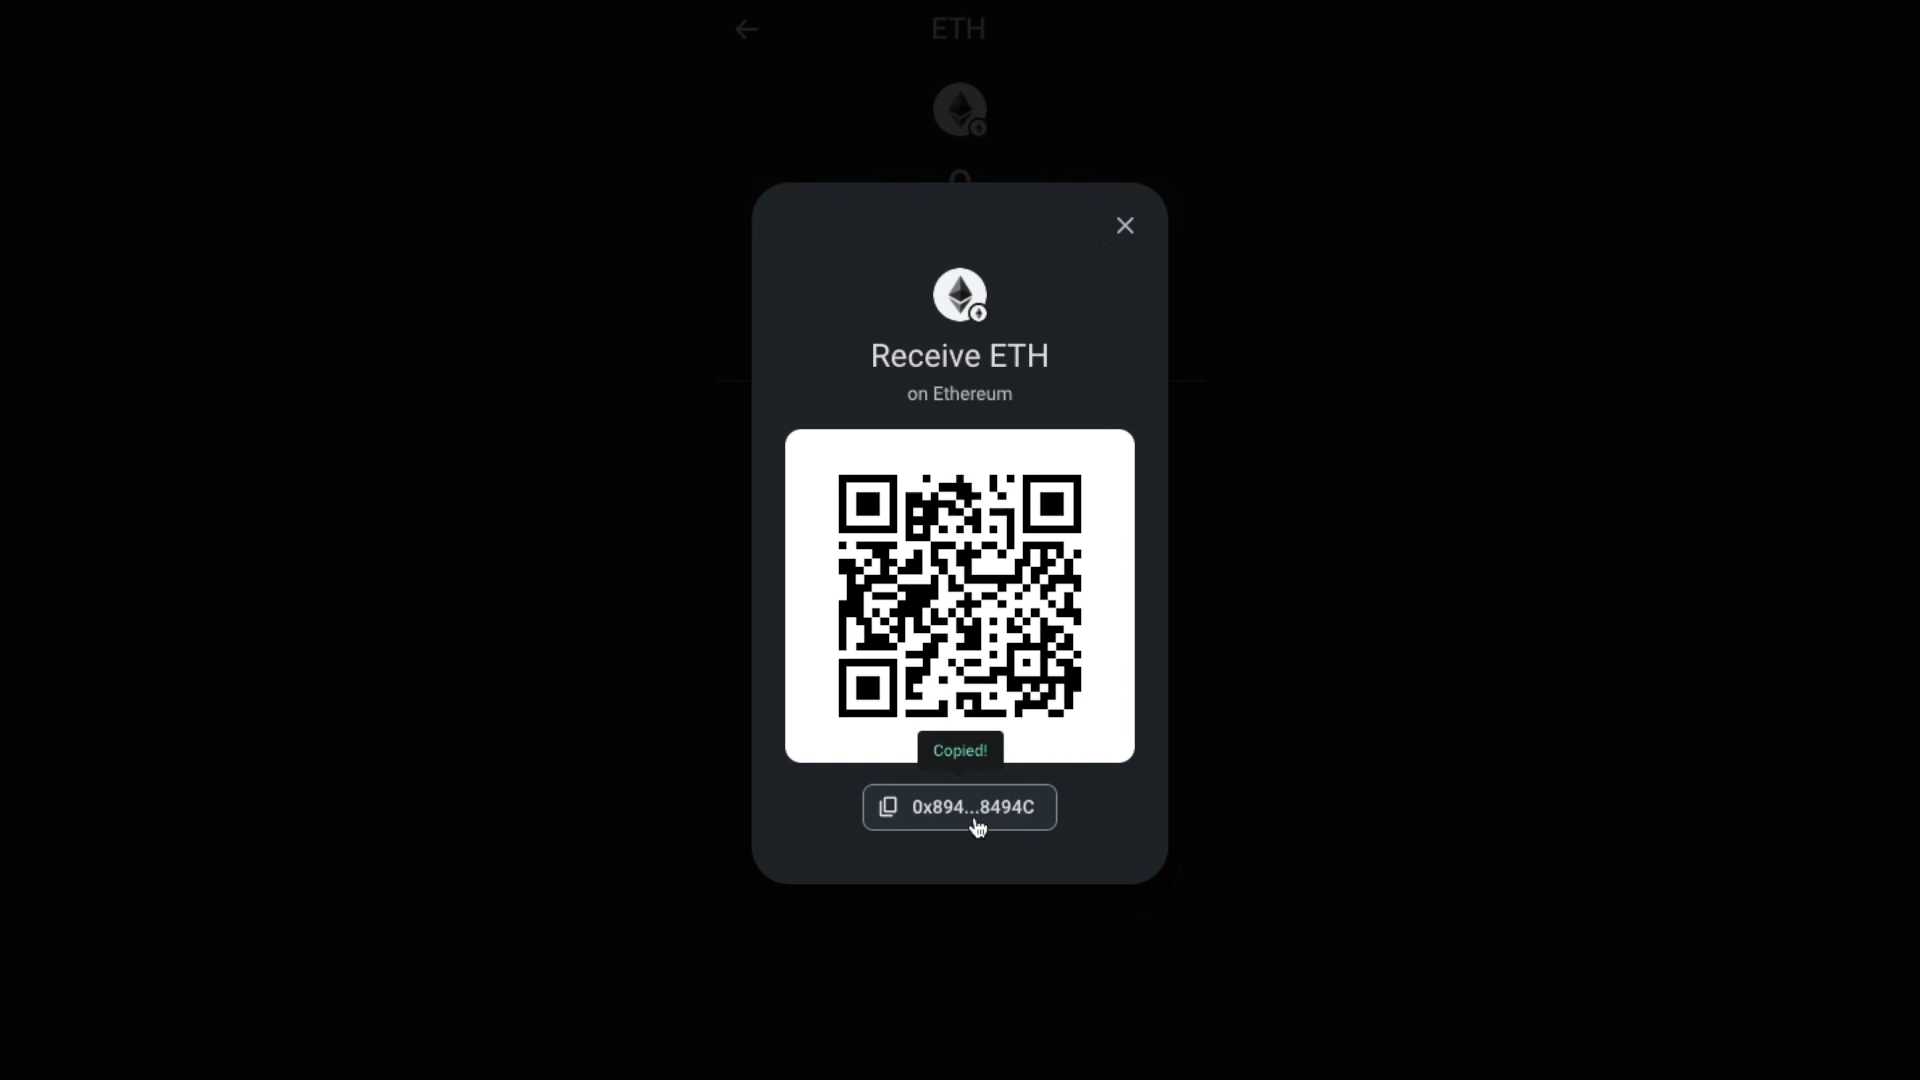 ETH
Receive ETH
on Ethereum
Copied!
0x894...8494C